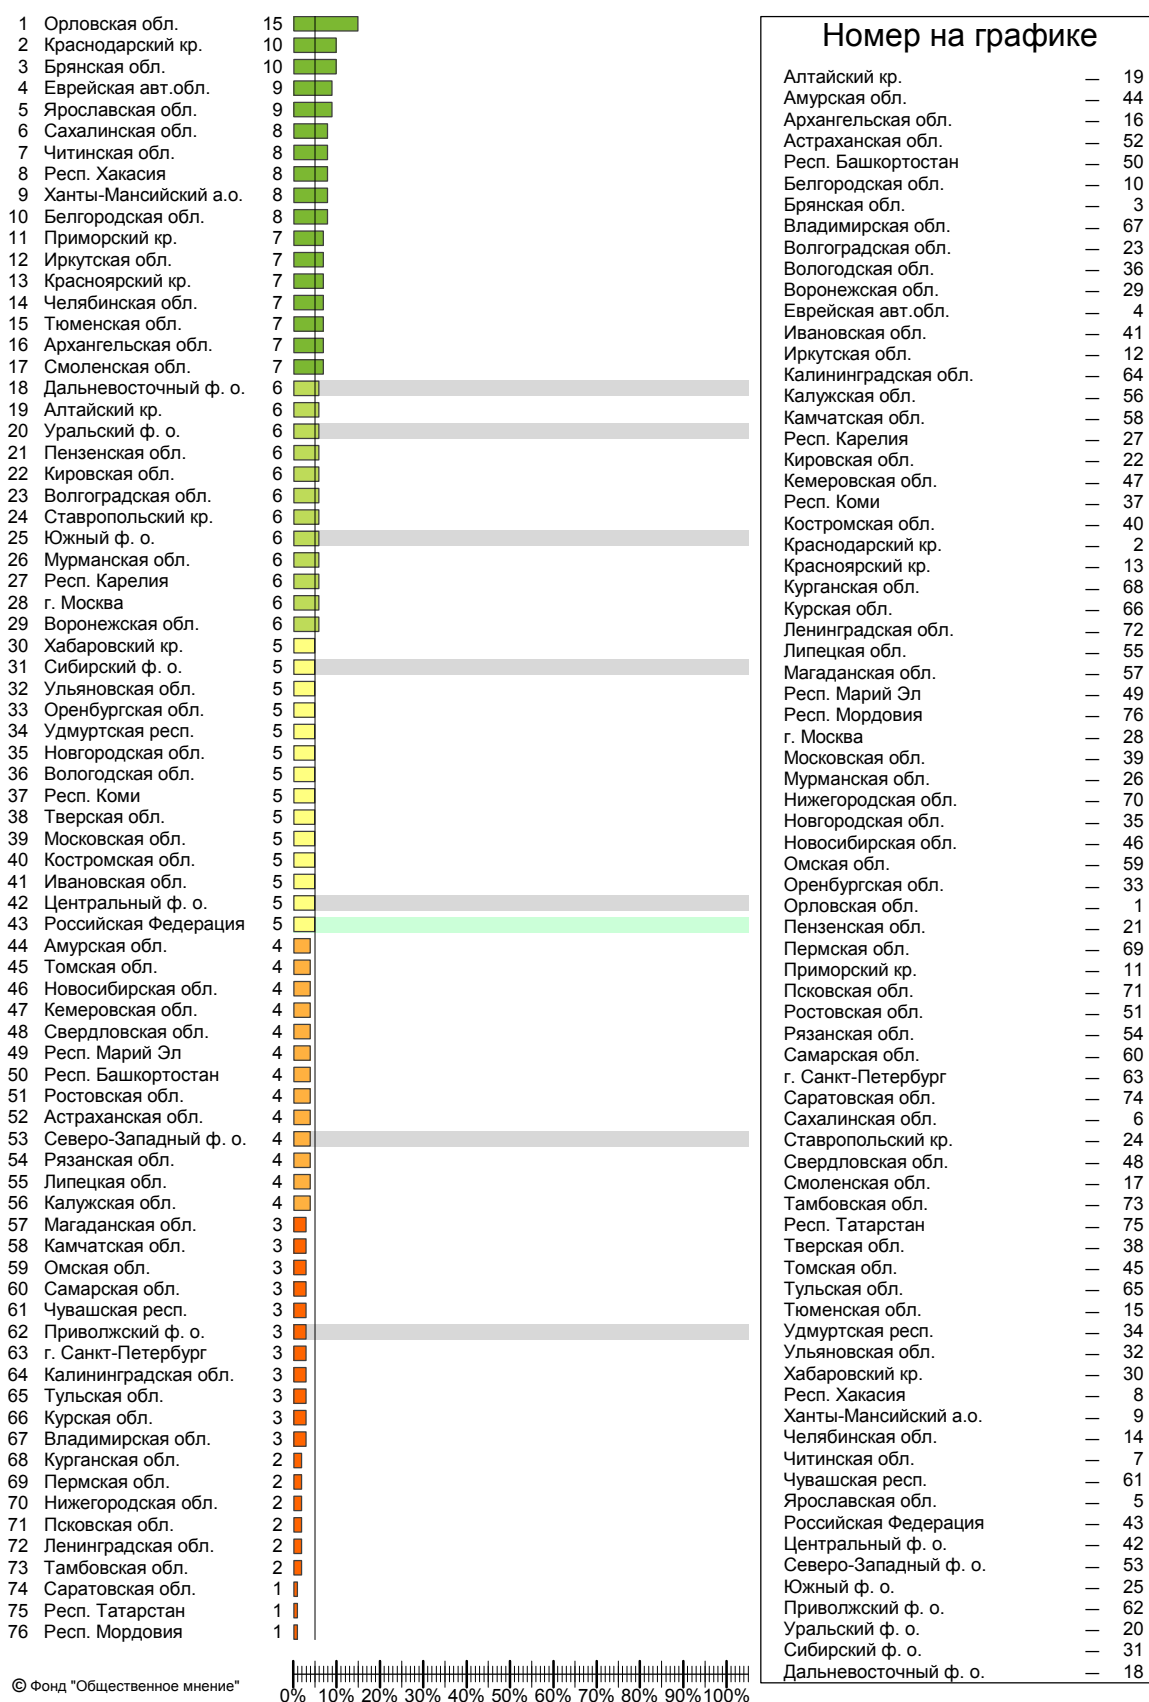 1 Орловская обл. 15
2 Краснодарский кр. 10
3 Брянская обл. 10
4 Еврейская авт.обл. 9
5 Ярославская обл. 9
6 Сахалинская обл. 8
7 Читинская обл. 8
8 Респ. Хакасия 8
9 Ханты-Мансийский а.о. 8
10 Белгородская обл. 8
11 Приморский кр. 7
12 Иркутская обл. 7
13 Красноярский кр. 7
14 Челябинская обл. 7
15 Тюменская обл. 7
16 Архангельская обл. 7
17 Смоленская обл. 7
18 Дальневосточный ф. о. 6
19 Алтайский кр. 6
20 Уральский ф. о. 6
21 Пензенская обл. 6
22 Кировская обл. 6
23 Волгоградская обл. 6
24 Ставропольский кр. 6
25 Южный ф. о. 6
26 Мурманская обл. 6
27 Респ. Карелия 6
28 г. Москва 6
29 Воронежская обл. 6
30 Хабаровский кр. 5
31 Сибирский ф. о. 5
32 Ульяновская обл. 5
33 Оренбургская обл. 5
34 Удмуртская респ. 5
35 Новгородская обл. 5
36 Вологодская обл. 5
37 Респ. Коми 5
38 Тверская обл. 5
39 Московская обл. 5
40 Костромская обл. 5
41 Ивановская обл. 5
42 Центральный ф. о. 5
43 Российская Федерация 5
44 Амурская обл. 4
45 Томская обл. 4
46 Новосибирская обл. 4
47 Кемеровская обл. 4
48 Свердловская обл. 4
49 Респ. Марий Эл 4
50 Респ. Башкортостан 4
51 Ростовская обл. 4
52 Астраханская обл. 4
53 Северо-Западный ф. о. 4
54 Рязанская обл. 4
55 Липецкая обл. 4
56 Калужская обл. 4
57 Магаданская обл. 3
58 Камчатская обл. 3
59 Омская обл. 3
60 Самарская обл. 3
61 Чувашская респ. 3
62 Приволжский ф. о. 3
63 г. Санкт-Петербург 3
64 Калининградская обл. 3
65 Тульская обл. 3
66 Курская обл. 3
67 Владимирская обл. 3
68 Курганская обл. 2
69 Пермская обл. 2
70 Нижегородская обл. 2
71 Псковская обл. 2
72 Ленинградская обл. 2
73 Тамбовская обл. 2
74 Саратовская обл. 1
75 Респ. Татарстан 1
76 Респ. Мордовия 1
0% 10% 20% 30% 40% 50% 60% 70% 80% 90% 100%
© Фонд "Общественное мнение"
Номер на графике
Алтайский кр. — 19
Амурская обл. — 44
Архангельская обл. — 16
Астраханская обл. — 52
Респ. Башкортостан — 50
Белгородская обл. — 10
Брянская обл. — 3
Владимирская обл. — 67
Волгоградская обл. — 23
Вологодская обл. — 36
Воронежская обл. — 29
Еврейская авт.обл. — 4
Ивановская обл. — 41
Иркутская обл. — 12
Калининградская обл. — 64
Калужская обл. — 56
Камчатская обл. — 58
Респ. Карелия — 27
Кировская обл. — 22
Кемеровская обл. — 47
Респ. Коми — 37
Костромская обл. — 40
Краснодарский кр. — 2
Красноярский кр. — 13
Курганская обл. — 68
Курская обл. — 66
Ленинградская обл. — 72
Липецкая обл. — 55
Магаданская обл. — 57
Респ. Марий Эл — 49
Респ. Мордовия — 76
г. Москва — 28
Московская обл. — 39
Мурманская обл. — 26
Нижегородская обл. — 70
Новгородская обл. — 35
Новосибирская обл. — 46
Омская обл. — 59
Оренбургская обл. — 33
Орловская обл. — 1
Пензенская обл. — 21
Пермская обл. — 69
Приморский кр. — 11
Псковская обл. — 71
Ростовская обл. — 51
Рязанская обл. — 54
Самарская обл. — 60
г. Санкт-Петербург — 63
Саратовская обл. — 74
Сахалинская обл. — 6
Ставропольский кр. — 24
Свердловская обл. — 48
Смоленская обл. — 17
Тамбовская обл. — 73
Респ. Татарстан — 75
Тверская обл. — 38
Томская обл. — 45
Тульская обл. — 65
Тюменская обл. — 15
Удмуртская респ. — 34
Ульяновская обл. — 32
Хабаровский кр. — 30
Респ. Хакасия — 8
Ханты-Мансийский а.о. — 9
Челябинская обл. — 14
Читинская обл. — 7
Чувашская респ. — 61
Ярославская обл. — 5
Российская Федерация — 43
Центральный ф. о. — 42
Северо-Западный ф. о. — 53
Южный ф. о. — 25
Приволжский ф. о. — 62
Уральский ф. о. — 20
Сибирский ф. о. — 31
Дальневосточный ф. о. — 18